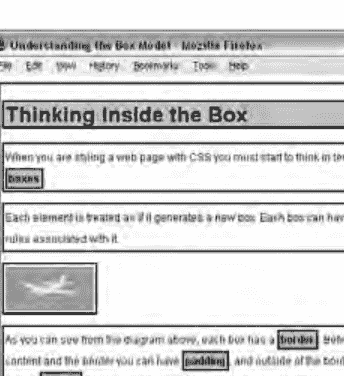 Understanding the Box Model - Mozilla Firefox
File Edit View History Bookmarks Tools Help
Thinking Inside the Box
When you are styling a web page with CSS you must start to think in
boxes
Each element is treated as if it generates a new box. Each box can hav
rules associated with it.
As you can see from the diagram above, each box has a border
content and the border you can have padding, and outside of the bord